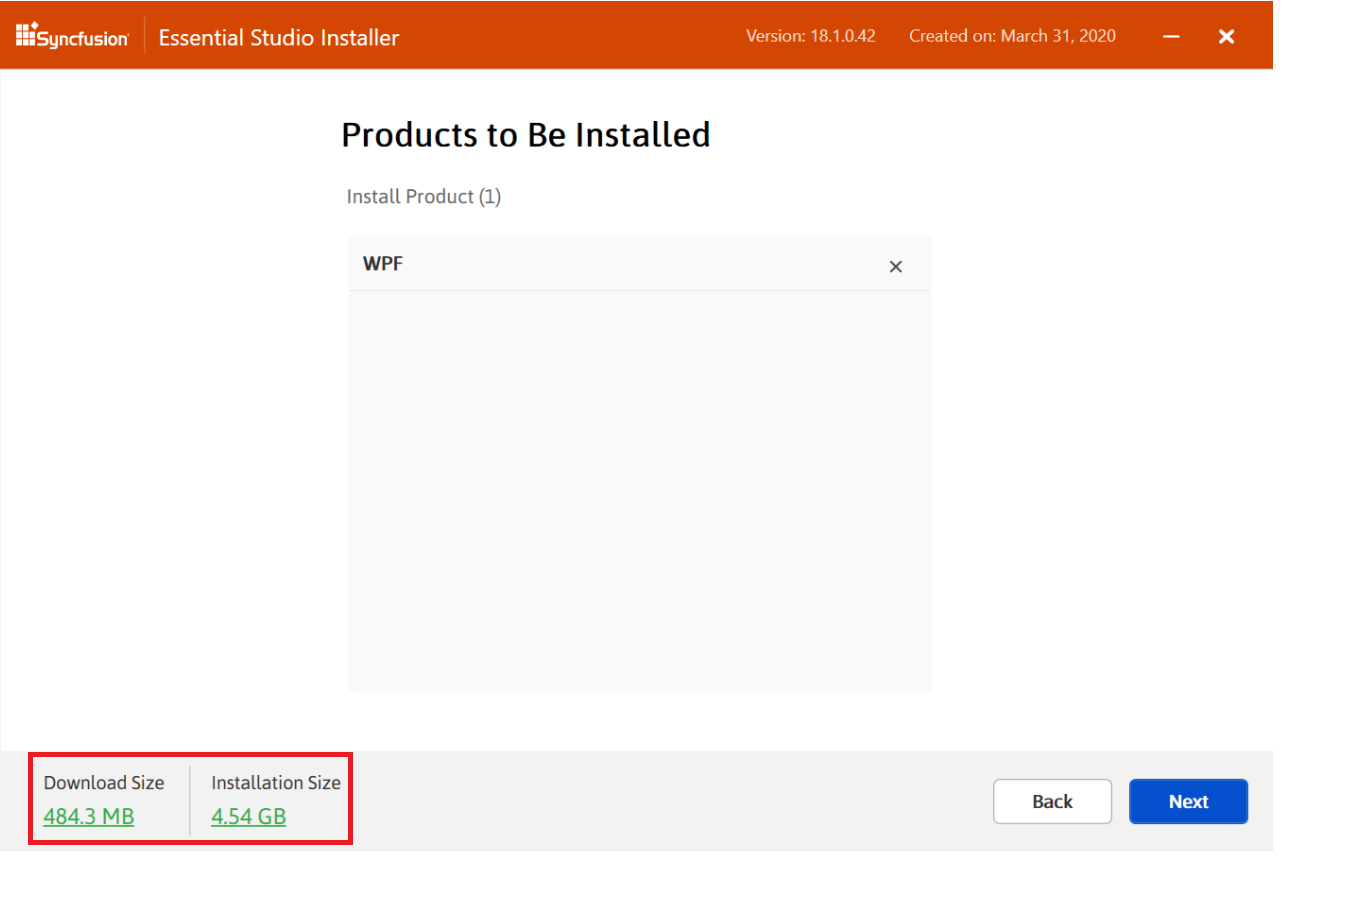 Syncfusion Essential Studio Installer Version: 18.1.0.42 Created on: March 31, 2020
Products to Be Installed
Install Product (1)
WPF
Download Size Installation Size
484.3 MB 4.54 GB
Back Next